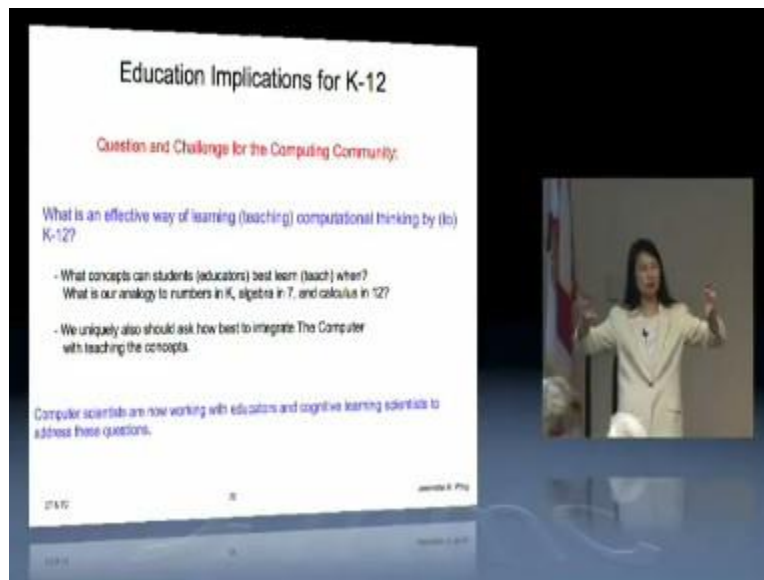 Education Implications for K-12
Question and Challenge for the Computing Community:
What is an effective way of learning (teaching) computational thinking by (to)
K-12?
- What concepts can students (educators) best learn (teach) when?
What is our analogy to numbers in K, algebra in 7, and calculus in 12?
- We uniquely also should ask how best to integrate The Computer
with teaching the concepts.
Computer scientists are now working with educators and cognitive learning scientists to
address these questions.